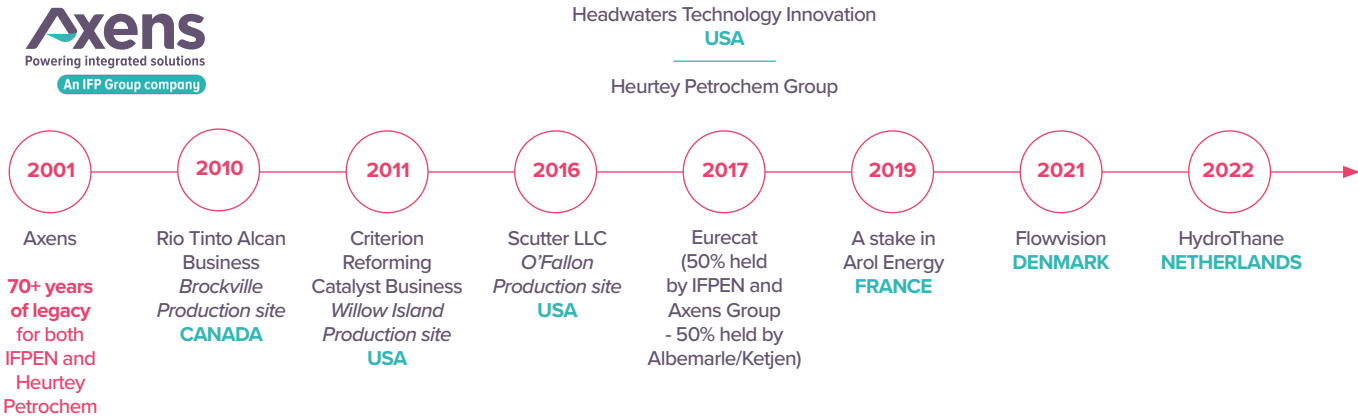 Axens
Powering integrated solutions
An IFP Group company
Headwaters Technology Innovation
USA
Heurtey Petrochem Group
2001
2010
2011
2016
2017
2019
2021
2022
Axens
70+ years
of legacy
for both
IFPEN and
Heurtey
Petrochem
Rio Tinto Alcan
Business
Brockville
Production site
CANADA
Criterion
Reforming
Catalyst Business
Willow Island
Production site
USA
Scutter LLC
O'Fallon
Production site
USA
Eurecat
(50% held
by IFPEN and
Axens Group
- 50% held by
Albemarle/Ketjen)
A stake in
Arol Energy
FRANCE
Flowvision
DENMARK
HydroThane
NETHERLANDS